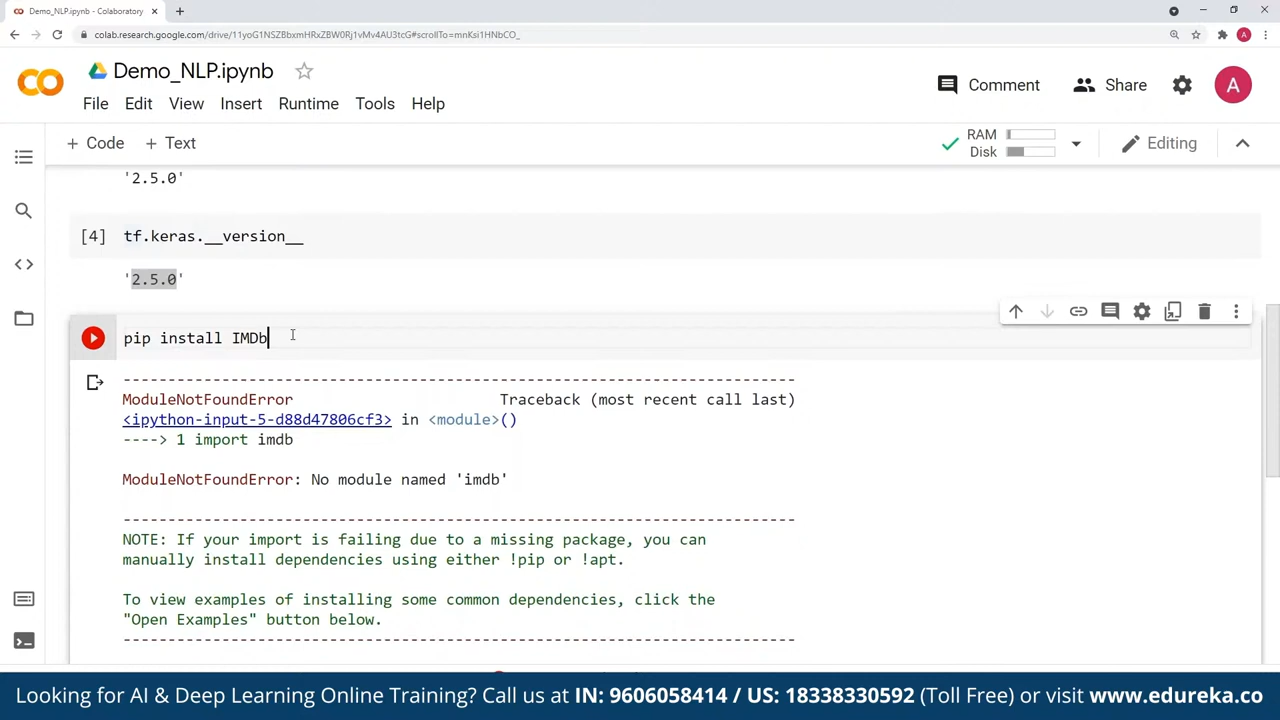 Demo_NLP.ipynb - Colaboratory
colab.research.google.com/drive/11yoG1NSZBbxmHRxZBW0Rj1vMv4AU3tcG#scrollTo=mnKsi1HNbCO_
A
Demo_NLP.ipynb
Comment
Share
A
File Edit View Insert Runtime Tools Help
+ Code + Text
RAM
Disk
Editing
'2.5.0'
[4] tf.keras.__version__
'2.5.0'
pip install IMDb
---------------------------------------------------------------------------
ModuleNotFoundError Traceback (most recent call last)
<ipython-input-5-d88d47806cf3> in <module>()
----> 1 import imdb
ModuleNotFoundError: No module named 'imdb'
---------------------------------------------------------------------------
NOTE: If your import is failing due to a missing package, you can
manually install dependencies using either !pip or !apt.
To view examples of installing some common dependencies, click the
"Open Examples" button below.
---------------------------------------------------------------------------
Looking for AI & Deep Learning Online Training? Call us at IN: 9606058414 / US: 18338330592 (Toll Free) or visit www.edureka.co